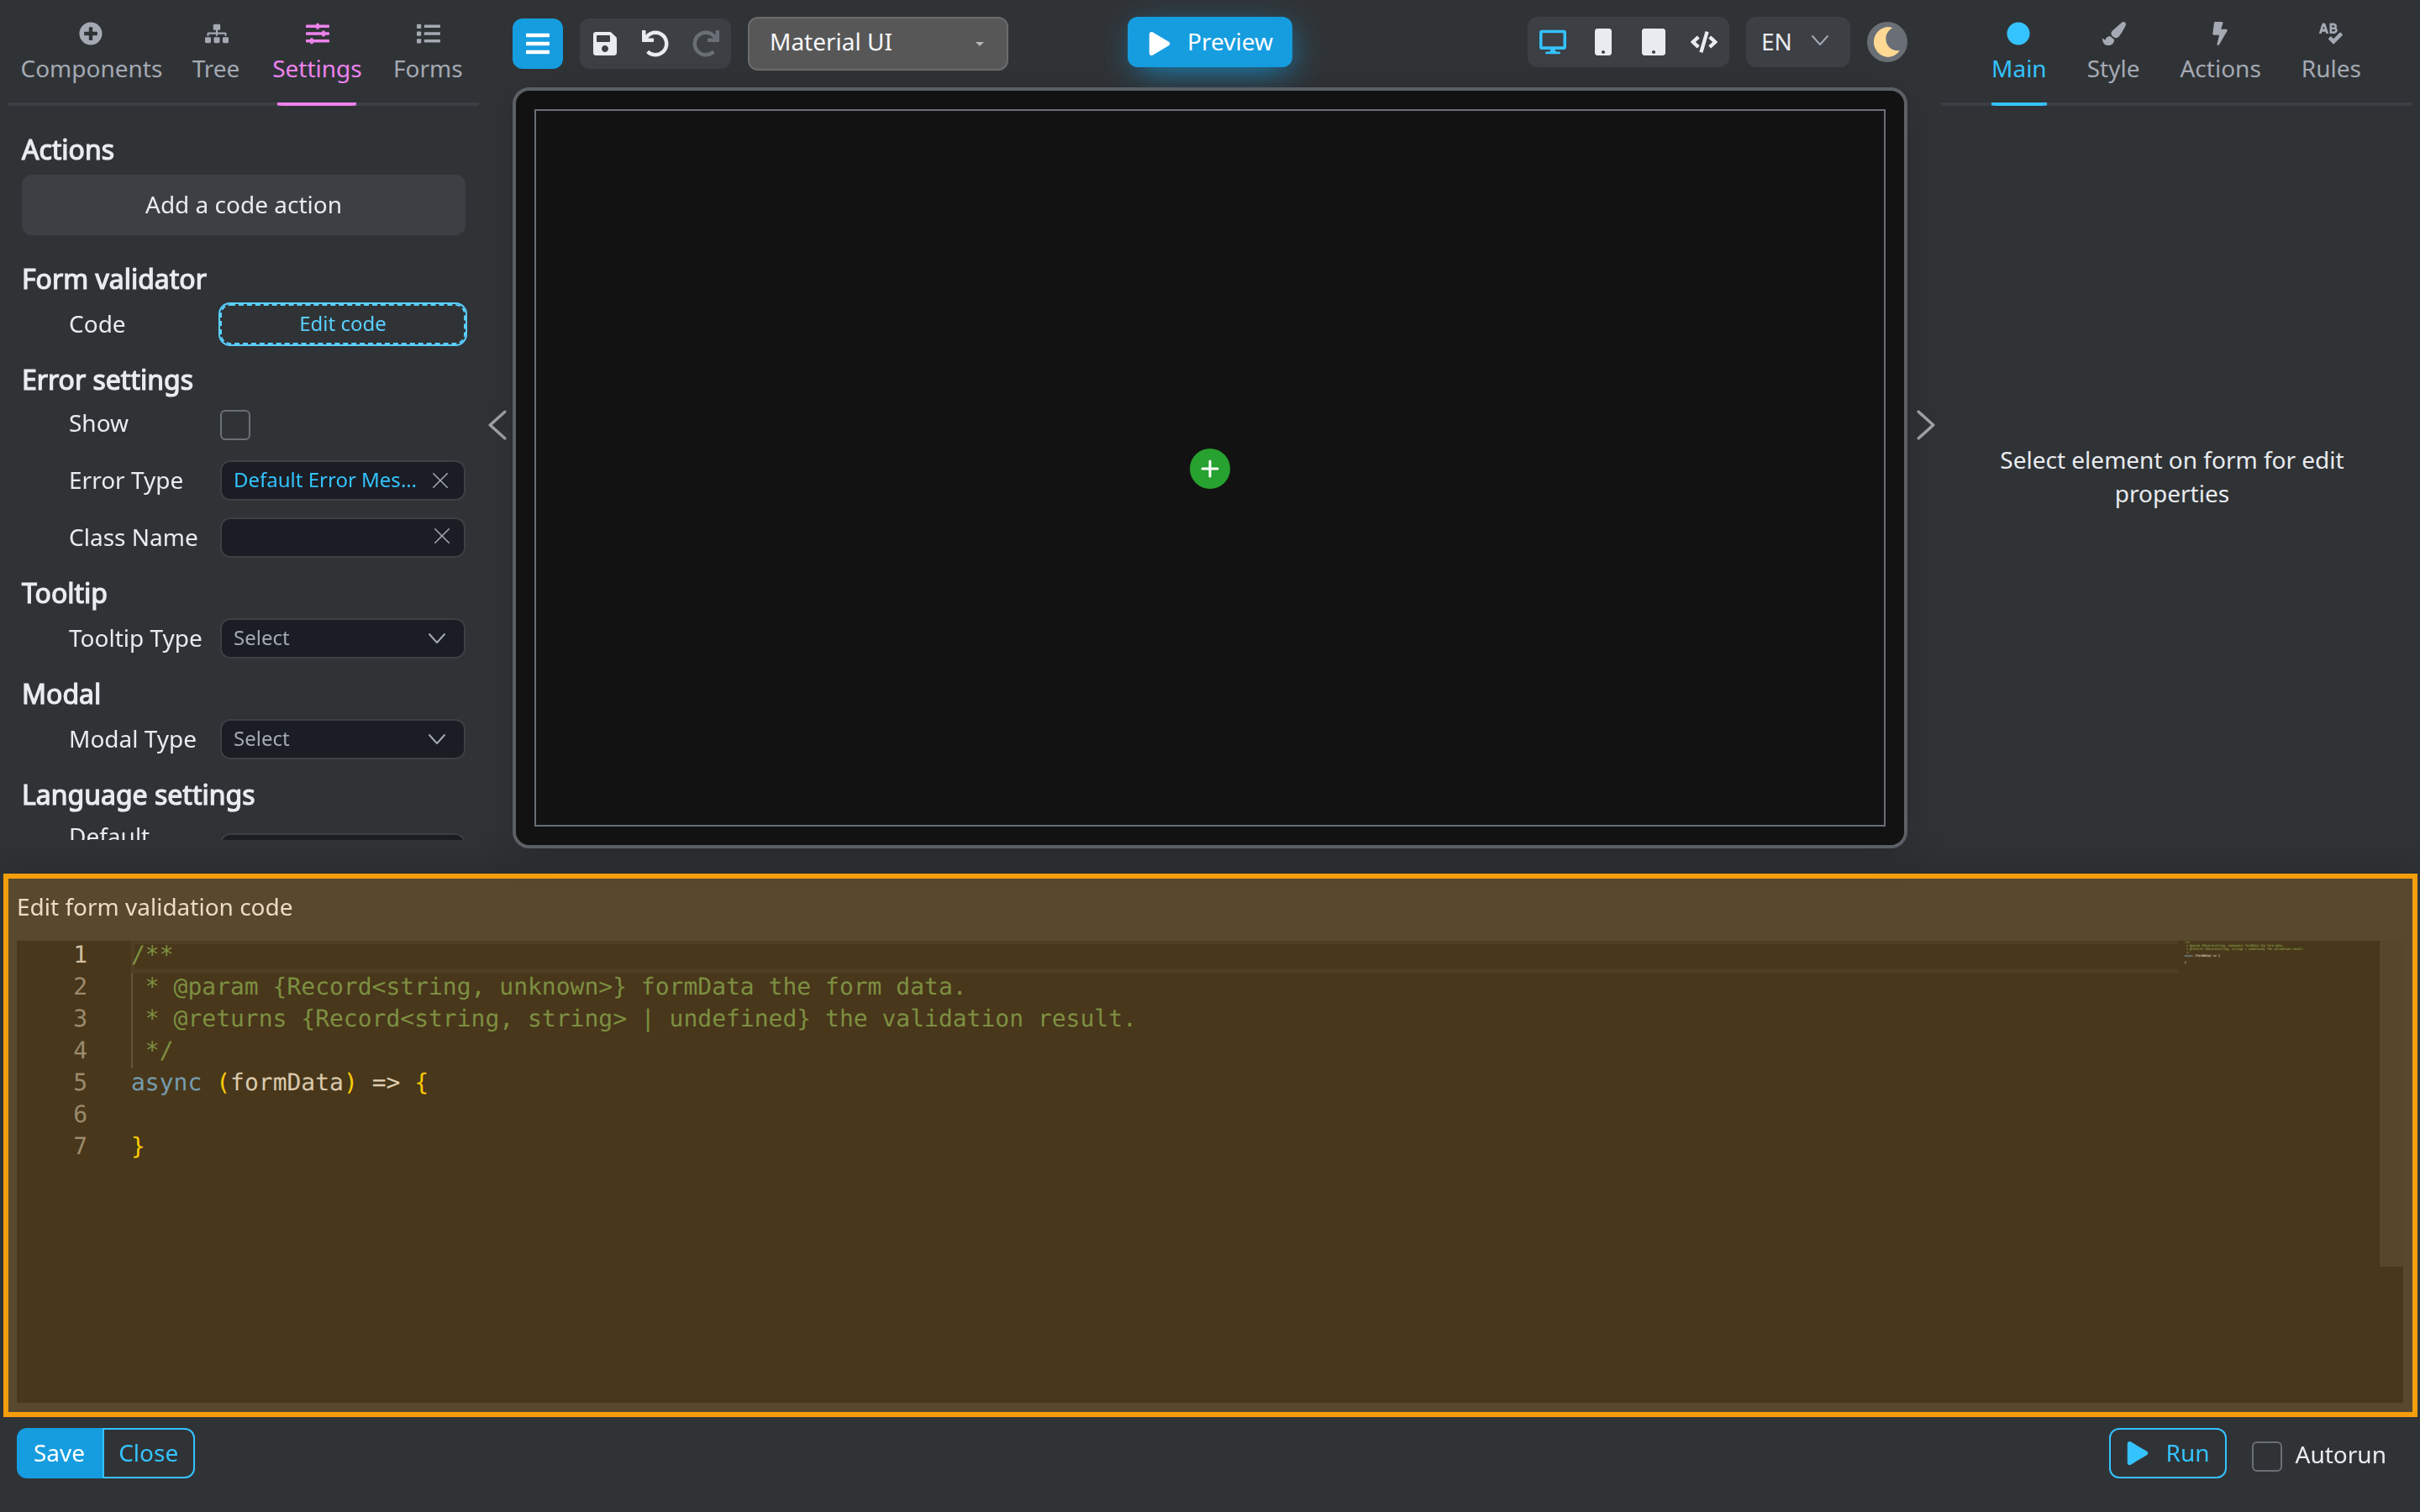 Components
Tree
Settings
Forms
Material UI
Preview
EN
Main
Style
Actions
Rules
Actions
Add a code action
Form validator
Code
Edit code
Error settings
Show
Error Type
Default Error Mes...
Class Name
Tooltip
Tooltip Type
Select
Modal
Modal Type
Select
Language settings
Default
Select element on form for edit
properties
Edit form validation code
1 /**
2  * @param {Record<string, unknown>} formData the form data.
3  * @returns {Record<string, string> | undefined} the validation result.
4  */
5 async (formData) => {
6
7 }
Save
Close
Run
Autorun